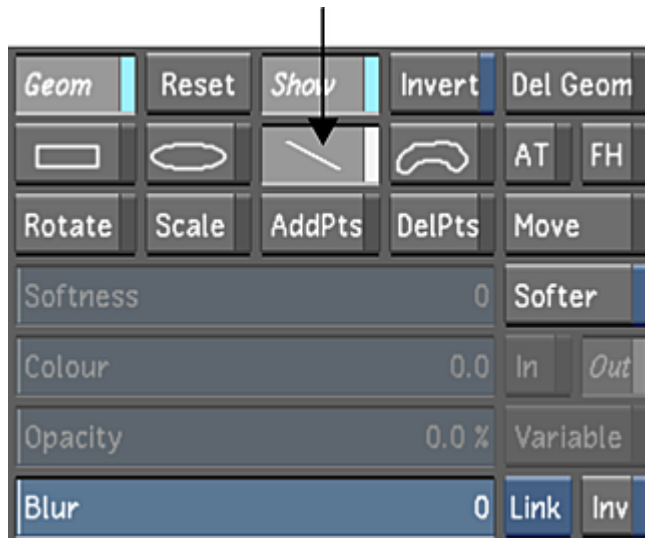 Geom Reset Show Invert Del Geom
AT FH
Rotate Scale AddPts DelPts Move
Softness 0 Softer
Colour 0.0 In Out
Opacity 0.0 % Variable
Blur 0 Link Inv